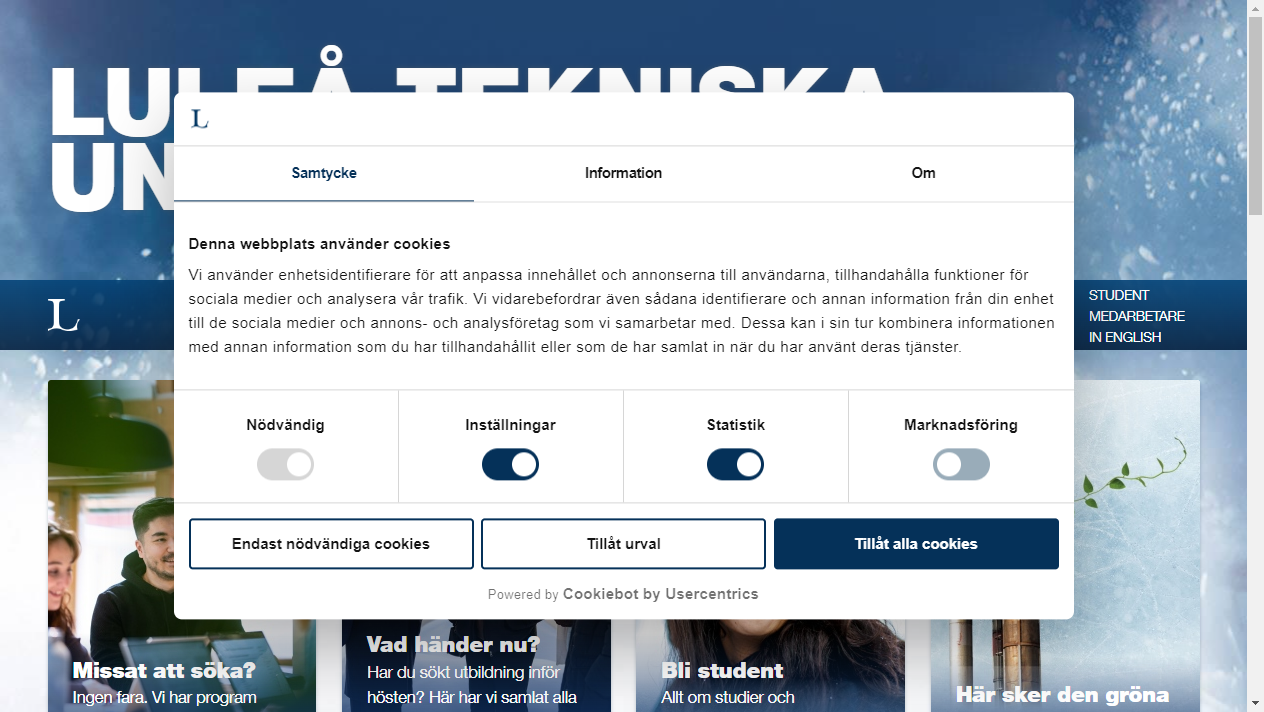 LULEÅ TEKNISKA
UN
L
Samtycke
Information
Om
Denna webbplats använder cookies
Vi använder enhetsidentifierare för att anpassa innehållet och annonserna till användarna, tillhandahålla funktioner för
sociala medier och analysera vår trafik. Vi vidarebefordrar även sådana identifierare och annan information från din enhet
till de sociala medier och annons- och analysföretag som vi samarbetar med. Dessa kan i sin tur kombinera informationen
med annan information som du har tillhandahållit eller som de har samlat in när du har använt deras tjänster.
L
STUDENT
MEDARBETARE
IN ENGLISH
Nödvändig
Inställningar
Statistik
Marknadsföring
Endast nödvändiga cookies
Tillåt urval
Tillåt alla cookies
Powered by Cookiebot by Usercentrics
Missat att söka?
Ingen fara. Vi har program
Vad händer nu?
Har du sökt utbildning inför
hösten? Här har vi samlat alla
Bli student
Allt om studier och
Här sker den gröna